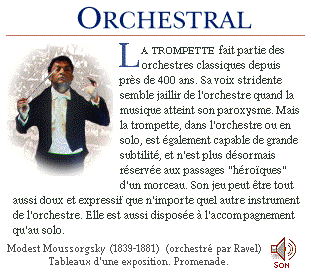 ORCHESTRAL
LA TROMPETTE fait partie des
orchestres classiques depuis
près de 400 ans. Sa voix stridente
semble jaillir de l'orchestre quand la
musique atteint son paroxysme. Mais
la trompette, dans l'orchestre ou en
solo, est également capable de grande
subtilité, et n'est plus désormais
réservée aux passages "héroïques"
d'un morceau. Son jeu peut être tout
aussi doux et expressif que n'importe quel autre instrument
de l'orchestre. Elle est aussi disposée à l'accompagnement
qu'au solo.
Modest Moussorgsky (1839-1881) (orchestré par Ravel)
Tableaux d'une exposition. Promenade.
SON